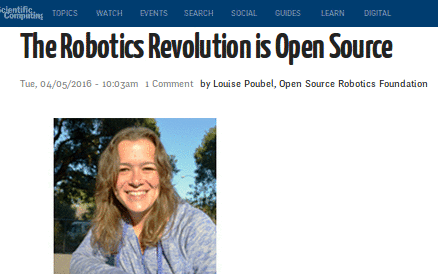 Scientific
Computing
TOPICS WATCH EVENTS SEARCH SOCIAL GUIDES LEARN DIGITAL
The Robotics Revolution is Open Source
Tue, 04/05/2016 - 10:03am 1 Comment by Louise Poubel, Open Source Robotics Foundation